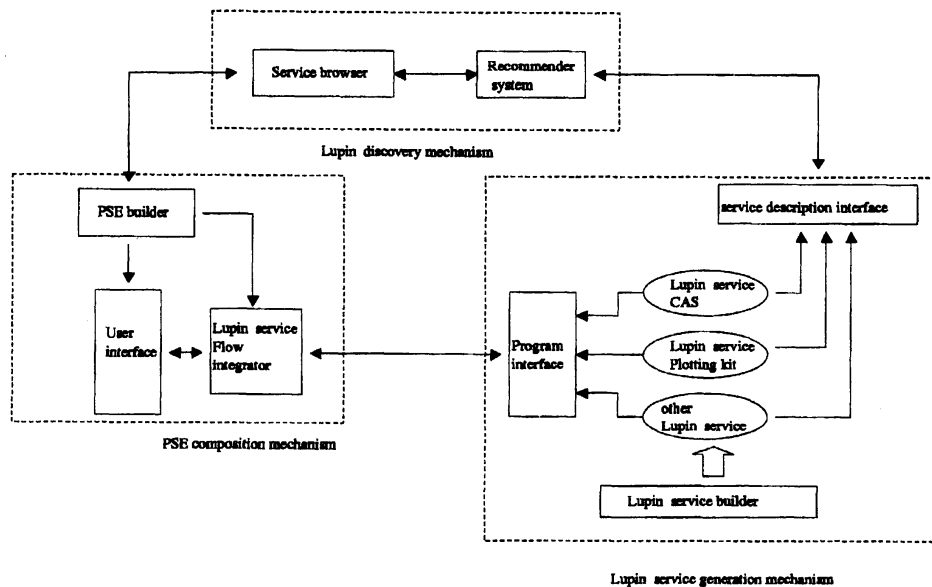 Service browser
Recommender
system
Lupin discovery mechanism
PSE builder
User
interface
Lupin service
Flow
integrator
PSE composition mechanism
service description interface
Program
interface
Lupin service
CAS
Lupin service
Plotting kit
other
Lupin service
Lupin service builder
Lupin service generation mechanism